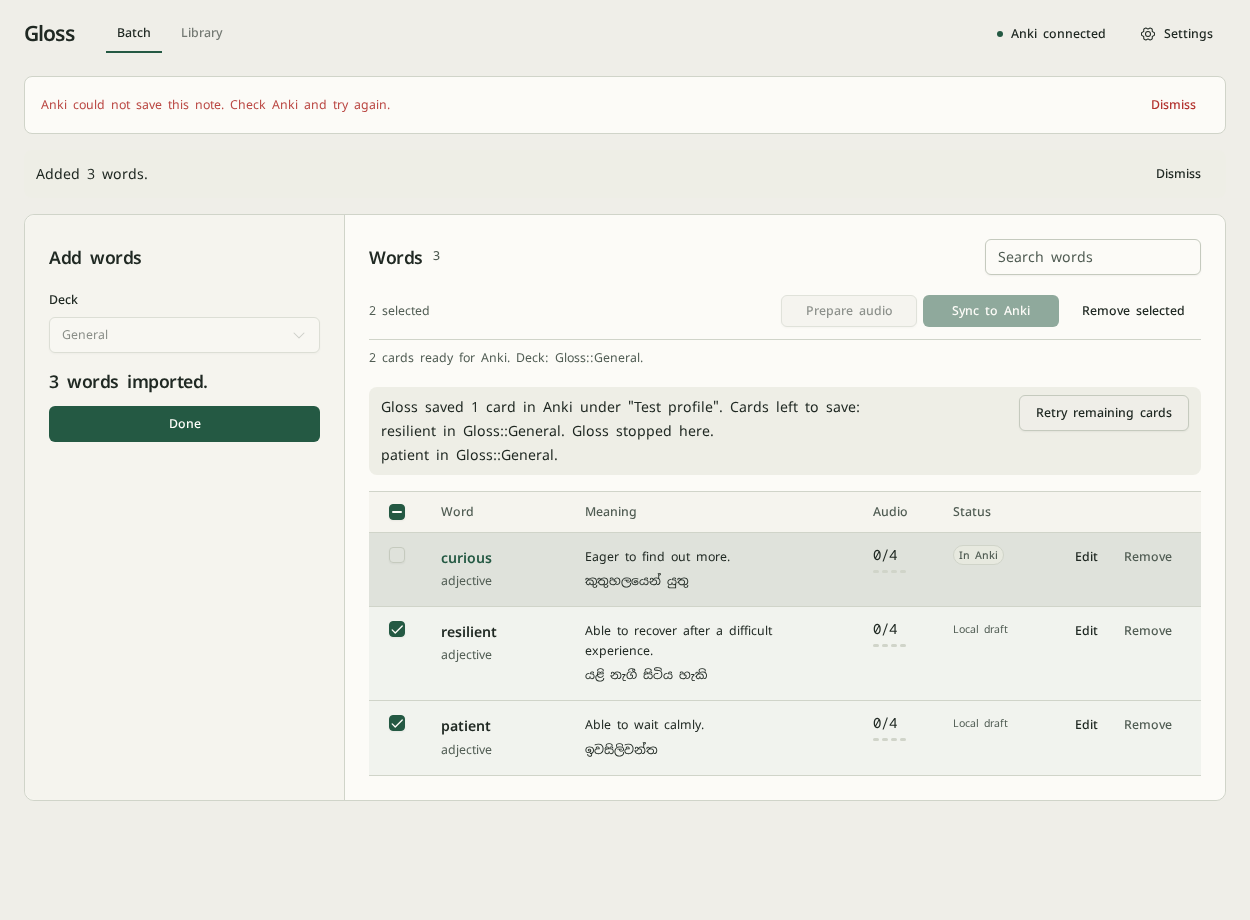 Gloss
Batch
Library
Anki connected
Settings
Anki could not save this note. Check Anki and try again.
Dismiss
Added 3 words.
Dismiss
Add words
Deck
General
3 words imported.
Done
Words 3
Search words
2 selected
Prepare audio
Sync to Anki
Remove selected
2 cards ready for Anki. Deck: Gloss::General.
Gloss saved 1 card in Anki under "Test profile". Cards left to save:
resilient in Gloss::General. Gloss stopped here.
patient in Gloss::General.
Retry remaining cards
Word Meaning Audio Status
curious
adjective
Eager to find out more.
කුතුහලයෙන් යුතු
0/4
In Anki
Edit
Remove
resilient
adjective
Able to recover after a difficult
experience.
යළි නැගී සිටිය හැකි
0/4
Local draft
Edit
Remove
patient
adjective
Able to wait calmly.
ඉවසිලිවන්ත
0/4
Local draft
Edit
Remove